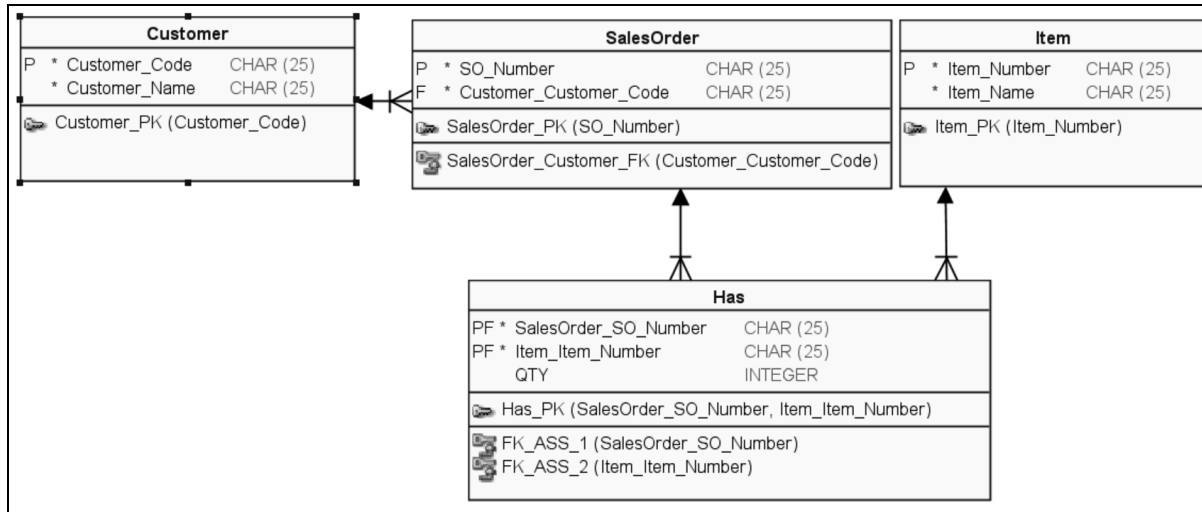 Customer
P * Customer_Code CHAR (25)
* Customer_Name CHAR (25)
Customer_PK (Customer_Code)
SalesOrder
P * SO_Number CHAR (25)
F * Customer_Customer_Code CHAR (25)
SalesOrder_PK (SO_Number)
SalesOrder_Customer_FK (Customer_Customer_Code)
Item
P * Item_Number CHAR (25)
* Item_Name CHAR (25)
Item_PK (Item_Number)
Has
PF * SalesOrder_SO_Number CHAR (25)
PF * Item_Item_Number CHAR (25)
QTY INTEGER
Has_PK (SalesOrder_SO_Number, Item_Item_Number)
FK_ASS_1 (SalesOrder_SO_Number)
FK_ASS_2 (Item_Item_Number)